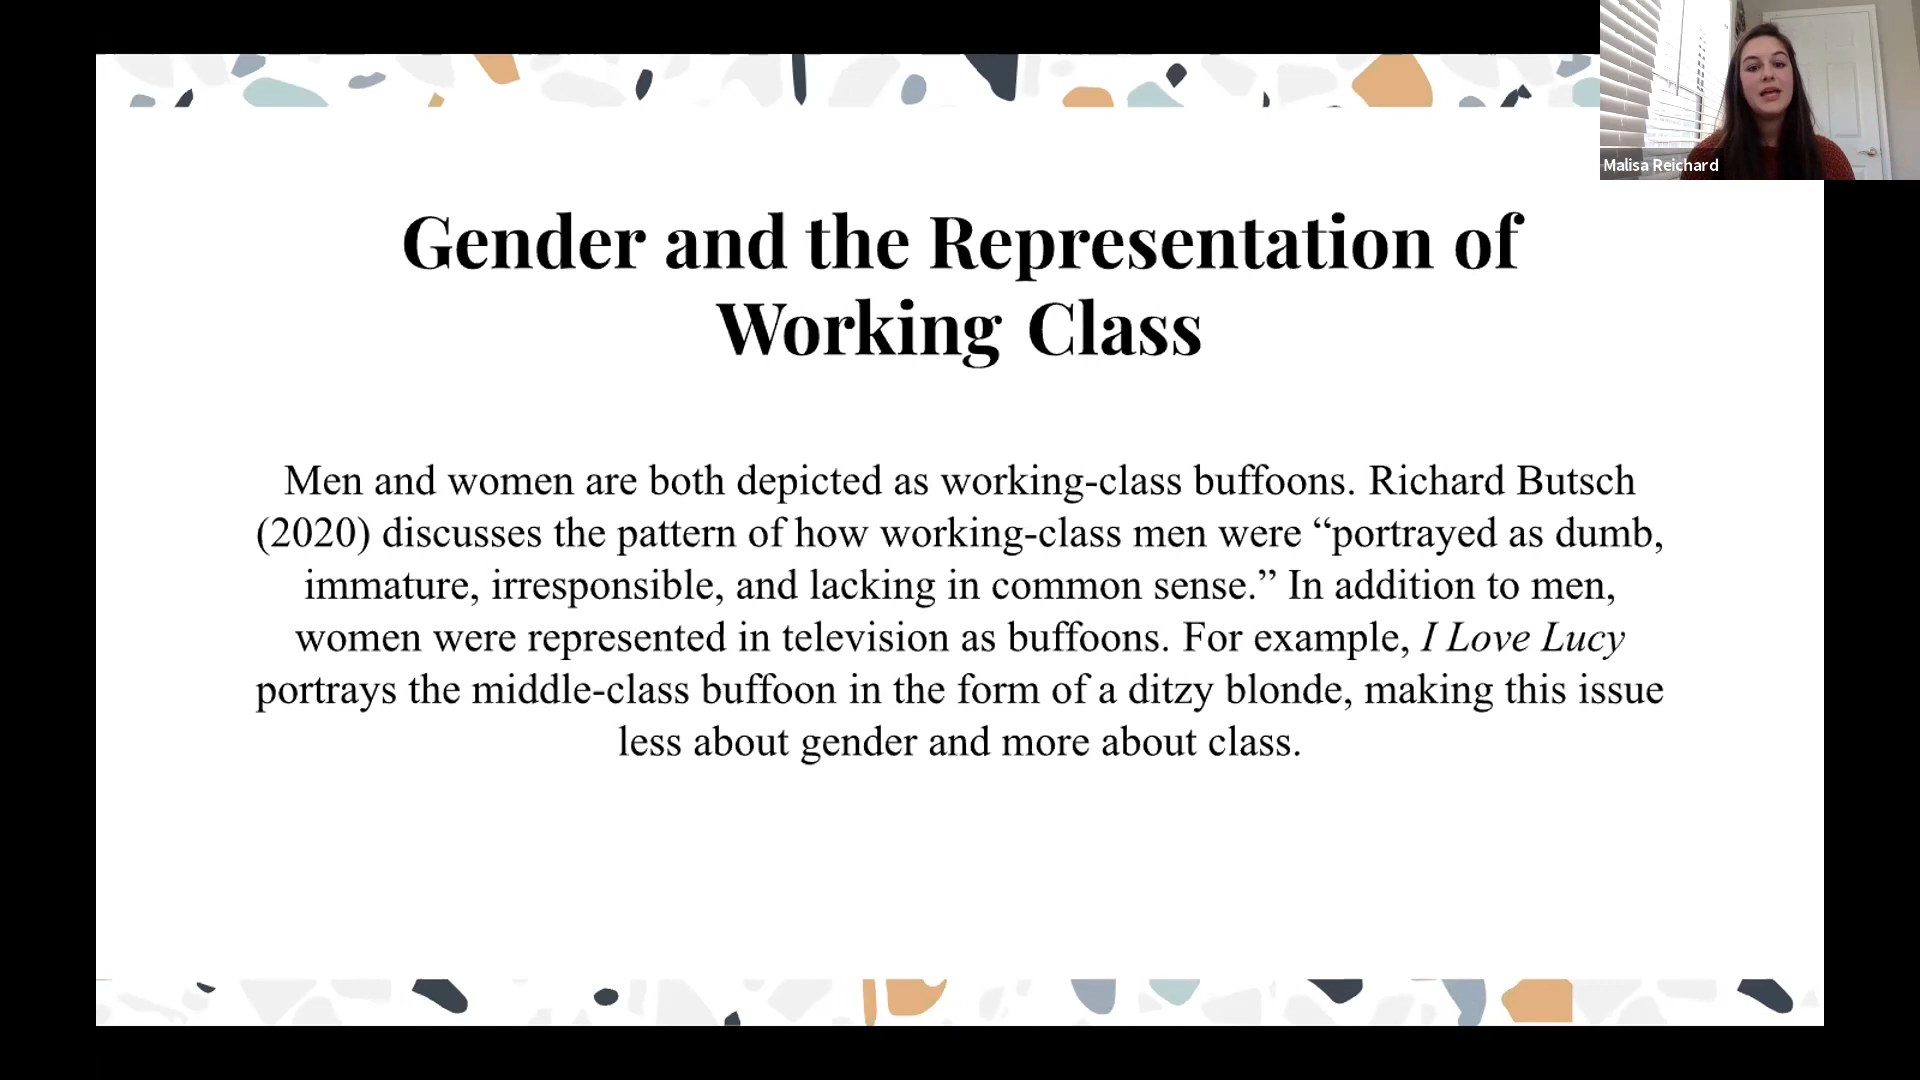 Malisa Reichard
Gender and the Representation of
Working Class
Men and women are both depicted as working-class buffoons. Richard Butsch
(2020) discusses the pattern of how working-class men were “portrayed as dumb,
immature, irresponsible, and lacking in common sense.” In addition to men,
women were represented in television as buffoons. For example, I Love Lucy
portrays the middle-class buffoon in the form of a ditzy blonde, making this issue
less about gender and more about class.